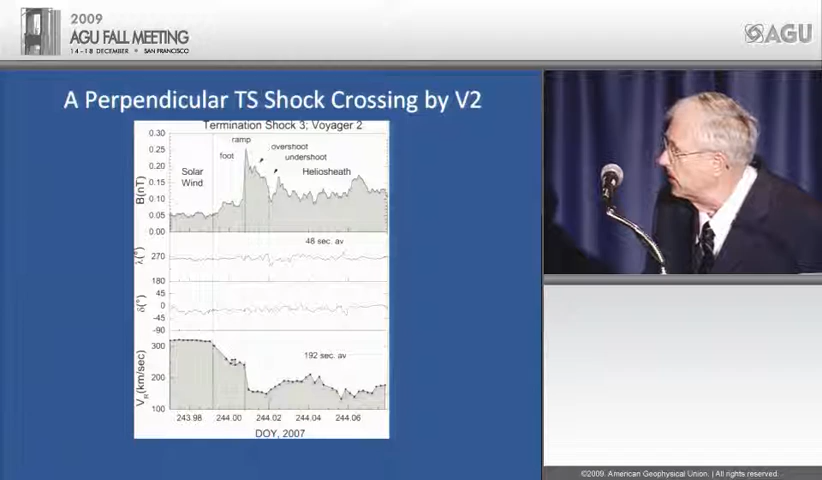 2009
AGU FALL MEETING
14-18 DECEMBER • SAN FRANCISCO
AGU
A Perpendicular TS Shock Crossing by V2
Termination Shock 3; Voyager 2
ramp
overshoot
foot
undershoot
Solar
Wind
Heliosheath
B(nT)
0.30
0.25
0.20
0.15
0.10
0.05
0.00
48 sec. av
λ(°)
270
180
δ(°)
45
0
-45
-90
192 sec. av
V_R(km/sec)
300
200
100
243.98 244.00 244.02 244.04 244.06
DOY, 2007
©2009. American Geophysical Union. | All rights reserved.